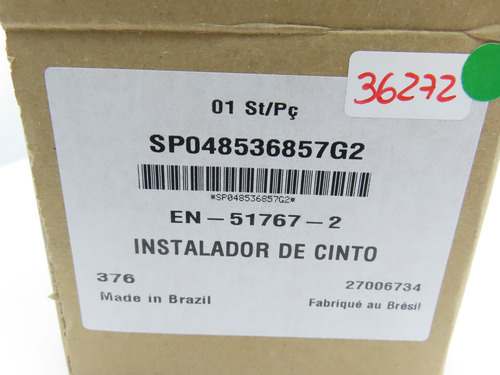 36272
01 St/Pç
SP048536857G2
*SP048536857G2*
EN-51767-2
INSTALADOR DE CINTO
376
27006734
Made in Brazil
Fabriqué au Brésil